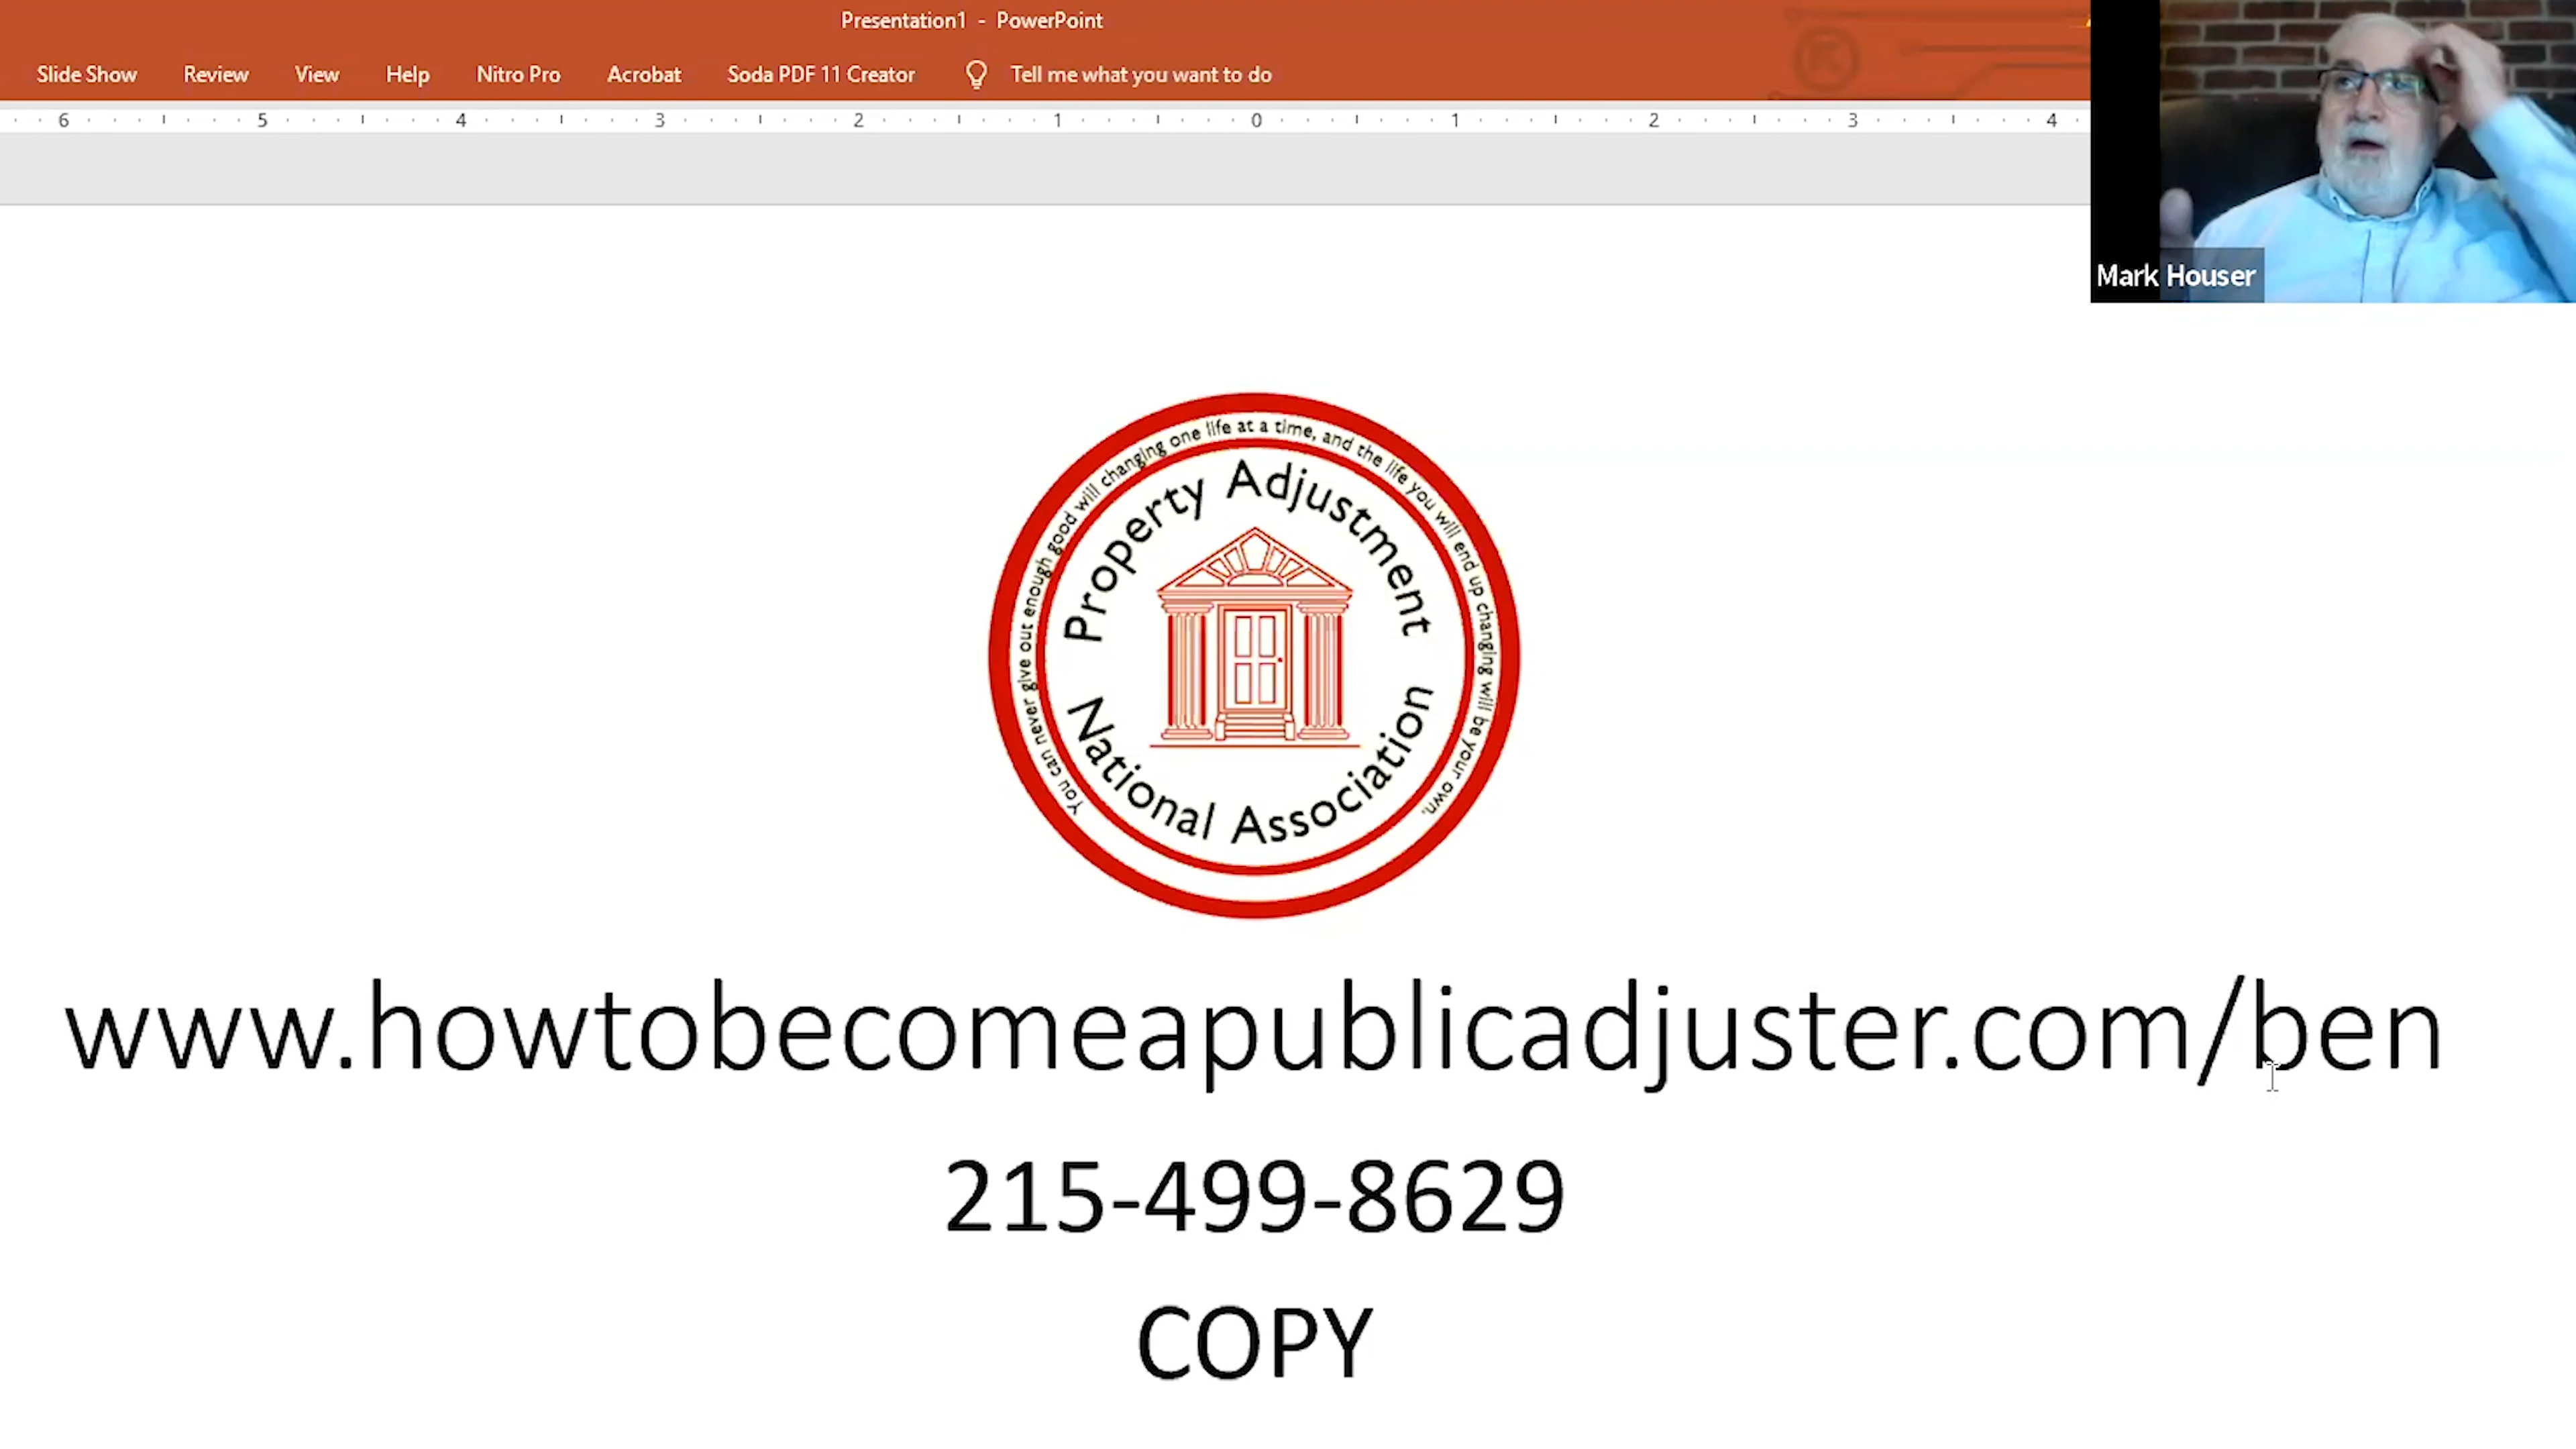 Presentation1 - PowerPoint
Slide Show Review View Help Nitro Pro Acrobat Soda PDF 11 Creator Tell me what you want to do
6 5 4 3 2 1 0 1 2 3 4
Mark Houser
You can never give out enough good will changing one life at a time, and the life you will end up changing will be your own.
Property Adjustment
National Association
www.howtobecomeapublicadjuster.com/ben
215-499-8629
COPY